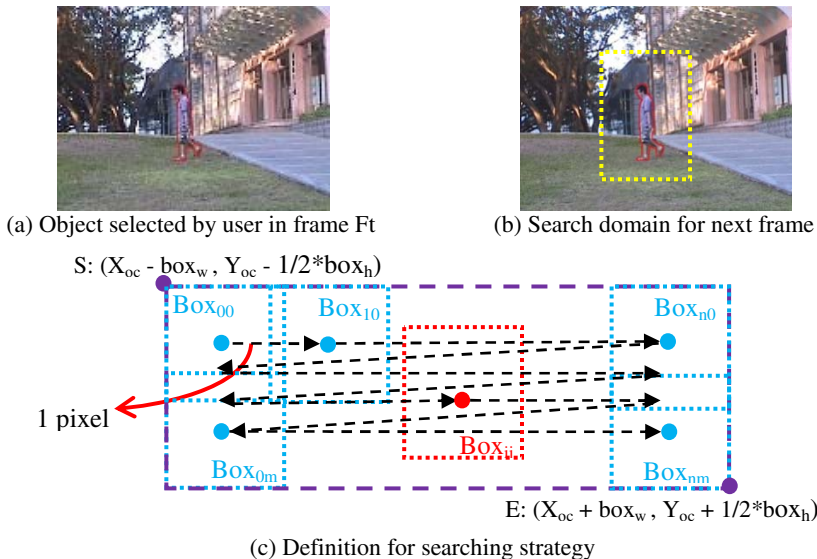 (a) Object selected by user in frame Ft
(b) Search domain for next frame
S: (Xoc - boxw , Yoc - 1/2*boxh)
Box00
Box10
Boxn0
1 pixel
Boxij
Box0m
Boxnm
E: (Xoc + boxw , Yoc + 1/2*boxh)
(c) Definition for searching strategy